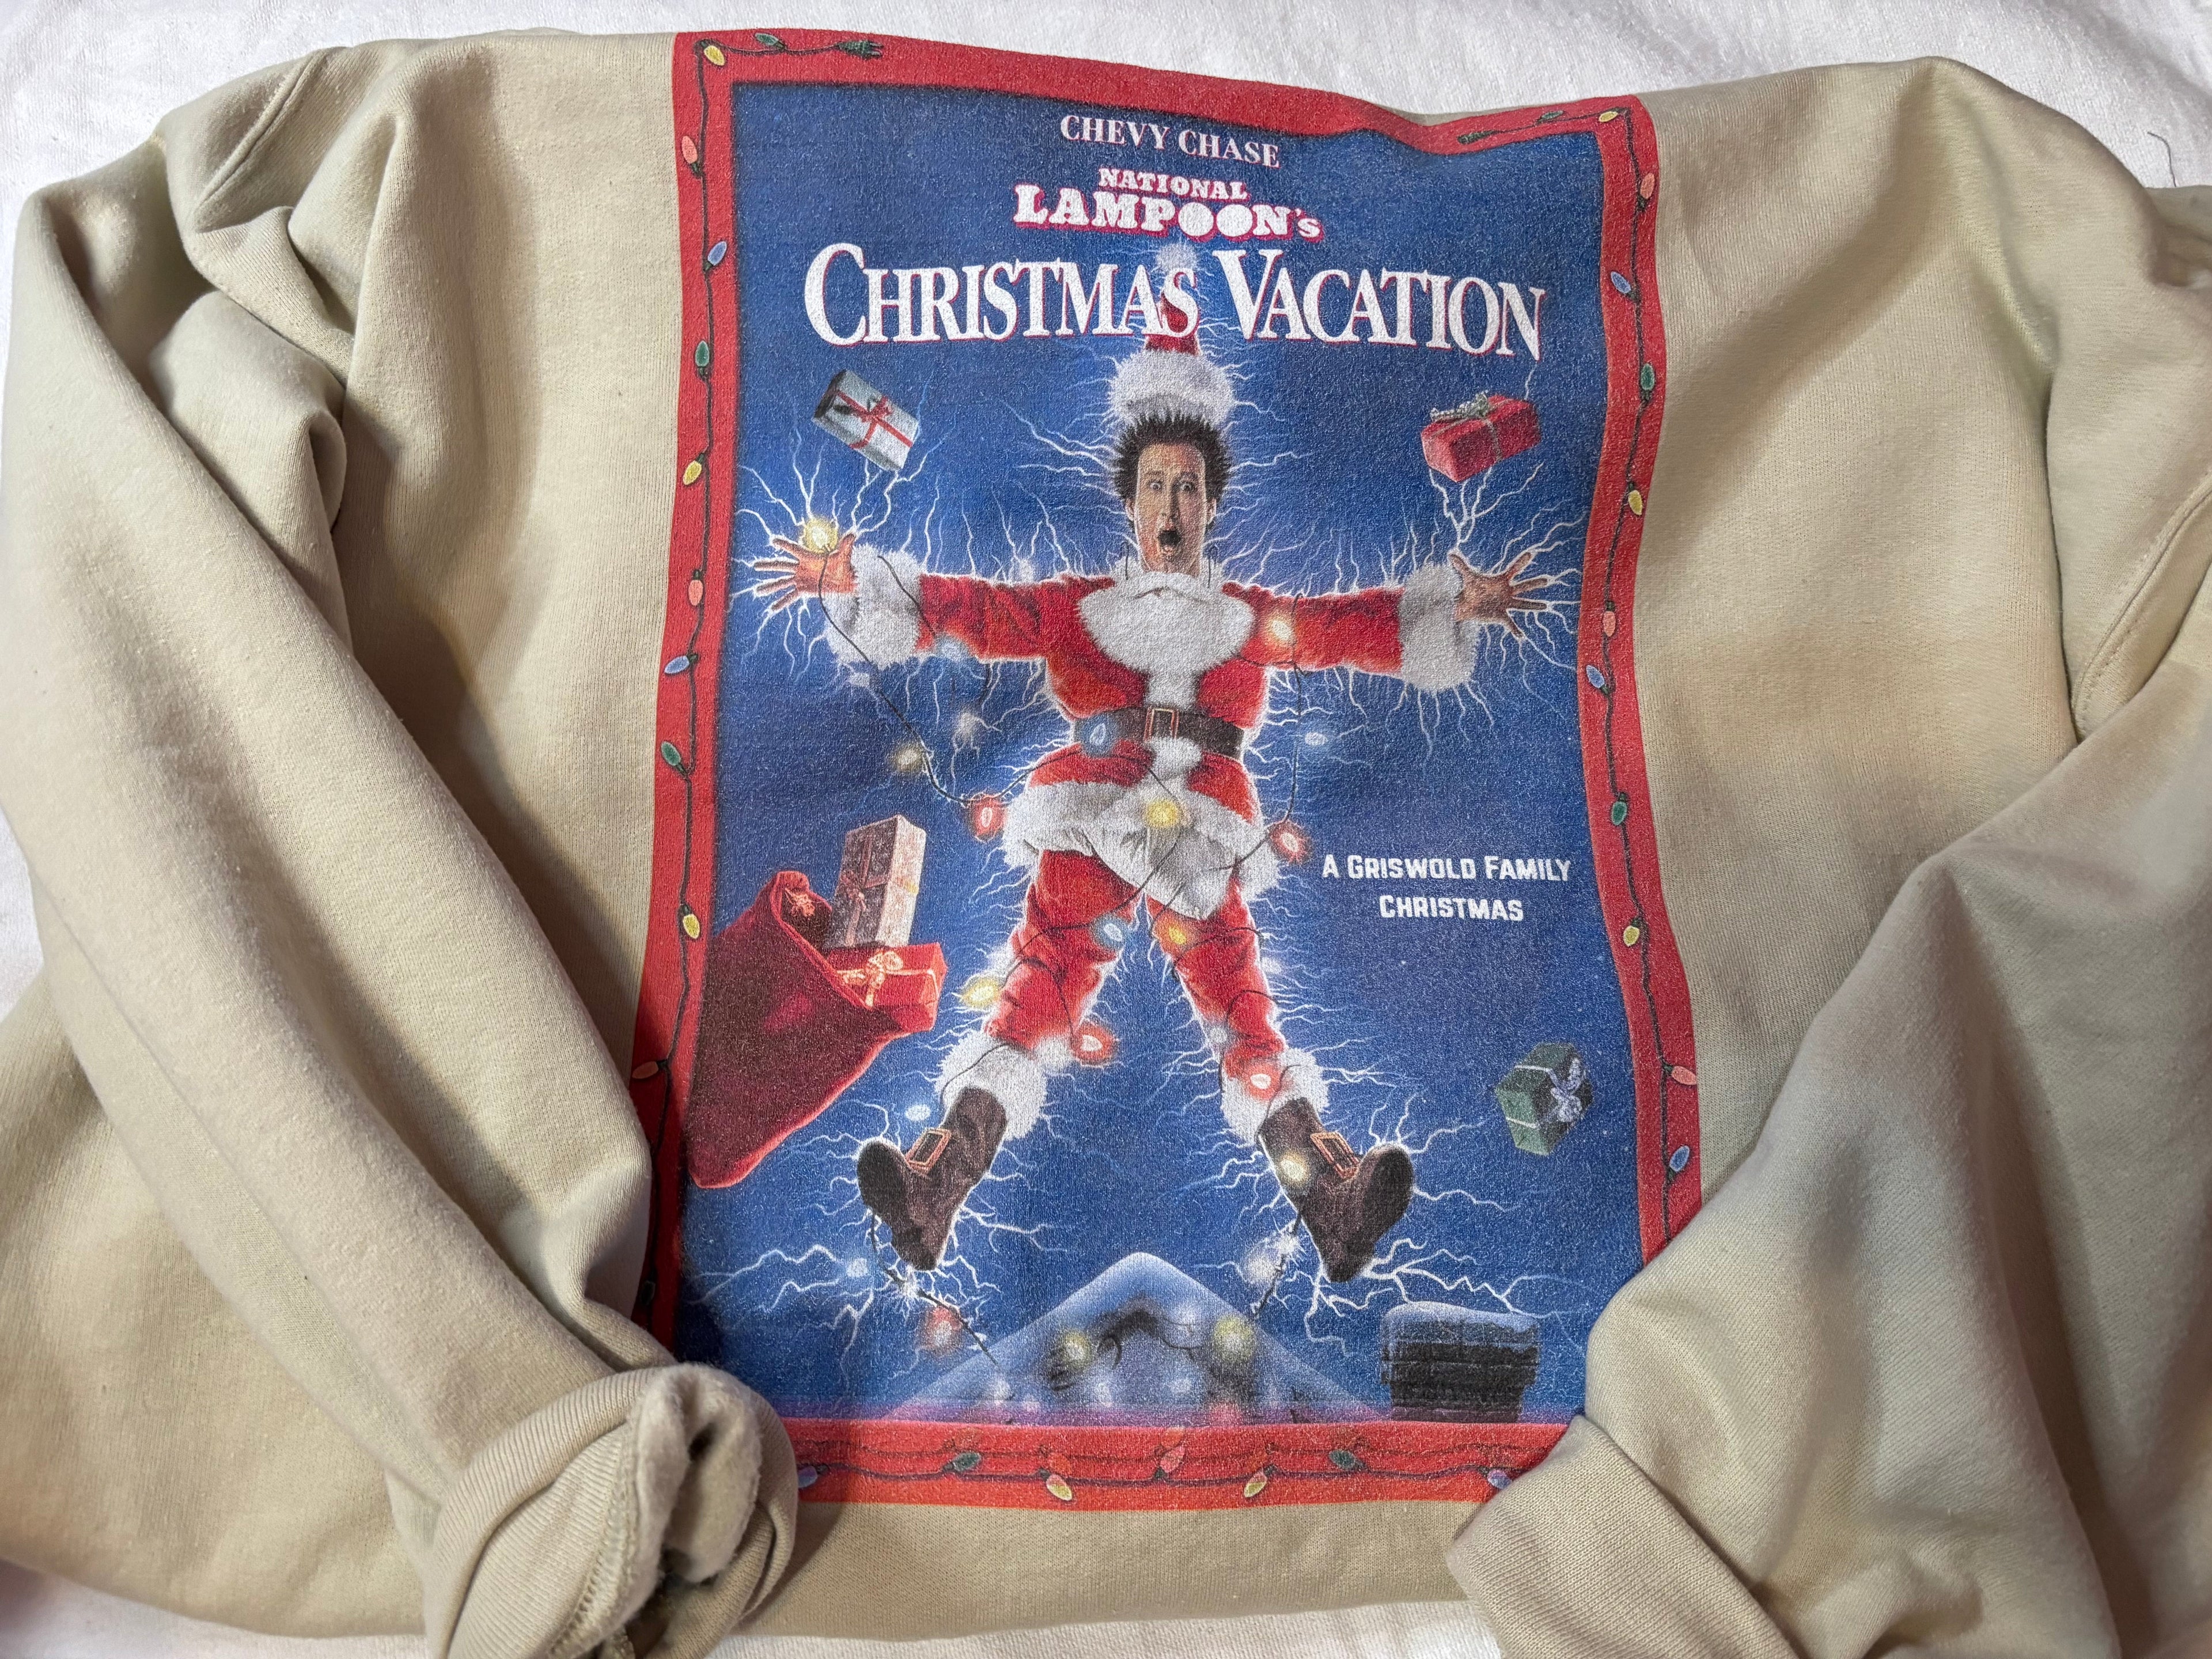 CHEVY CHASE
NATIONAL
LAMPOON's
CHRISTMAS VACATION
A GRISWOLD FAMILY
CHRISTMAS